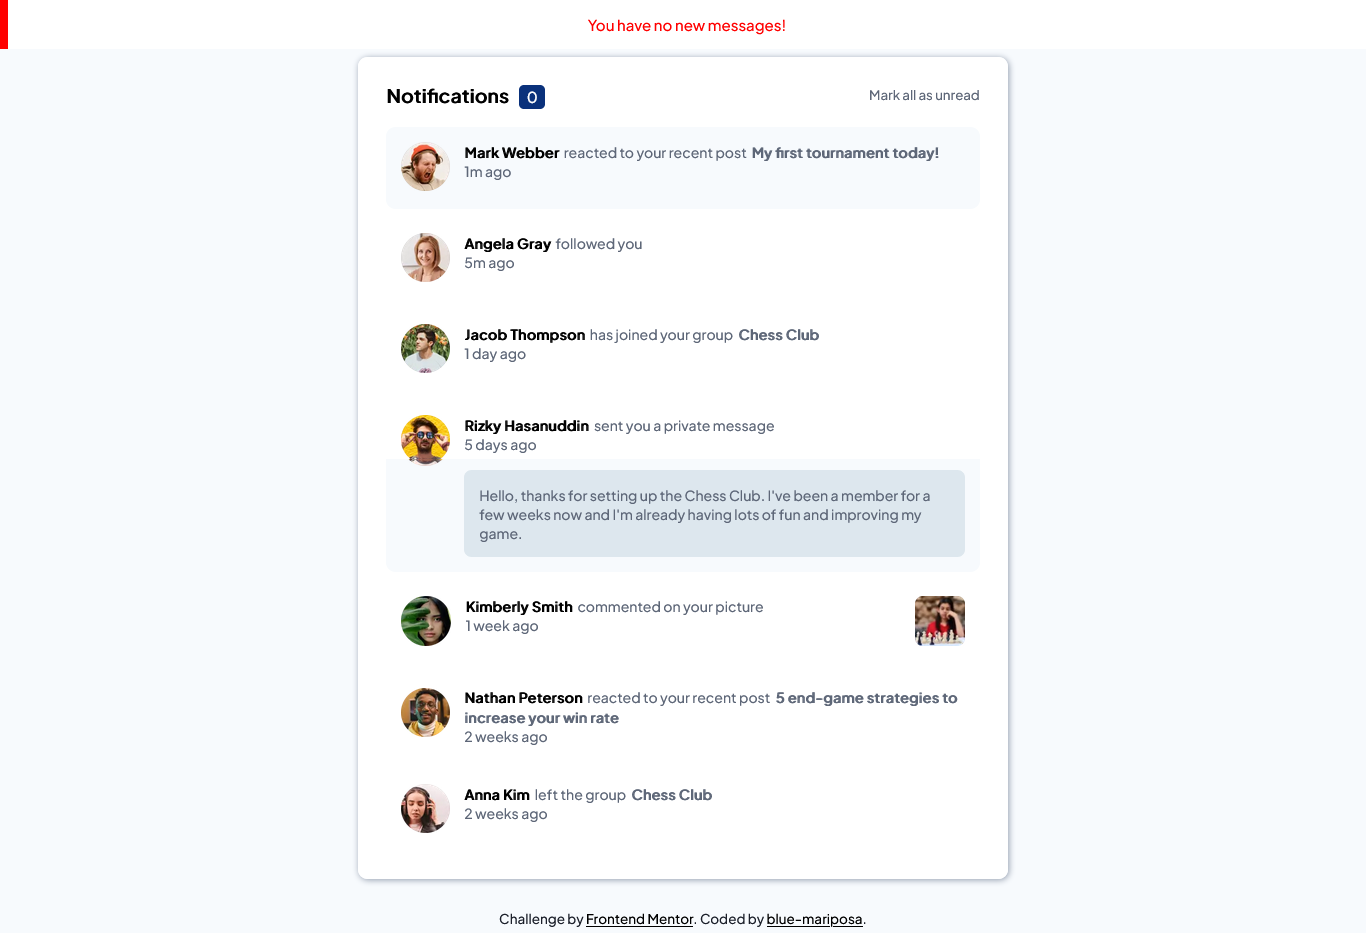 You have no new messages!
Notifications 0 Mark all as unread
Mark Webber reacted to your recent post My first tournament today!
1m ago
Angela Gray followed you
5m ago
Jacob Thompson has joined your group Chess Club
1 day ago
Rizky Hasanuddin sent you a private message
5 days ago
Hello, thanks for setting up the Chess Club. I've been a member for a
few weeks now and I'm already having lots of fun and improving my
game.
Kimberly Smith commented on your picture
1 week ago
Nathan Peterson reacted to your recent post 5 end-game strategies to
increase your win rate
2 weeks ago
Anna Kim left the group Chess Club
2 weeks ago
Challenge by Frontend Mentor. Coded by blue-mariposa.